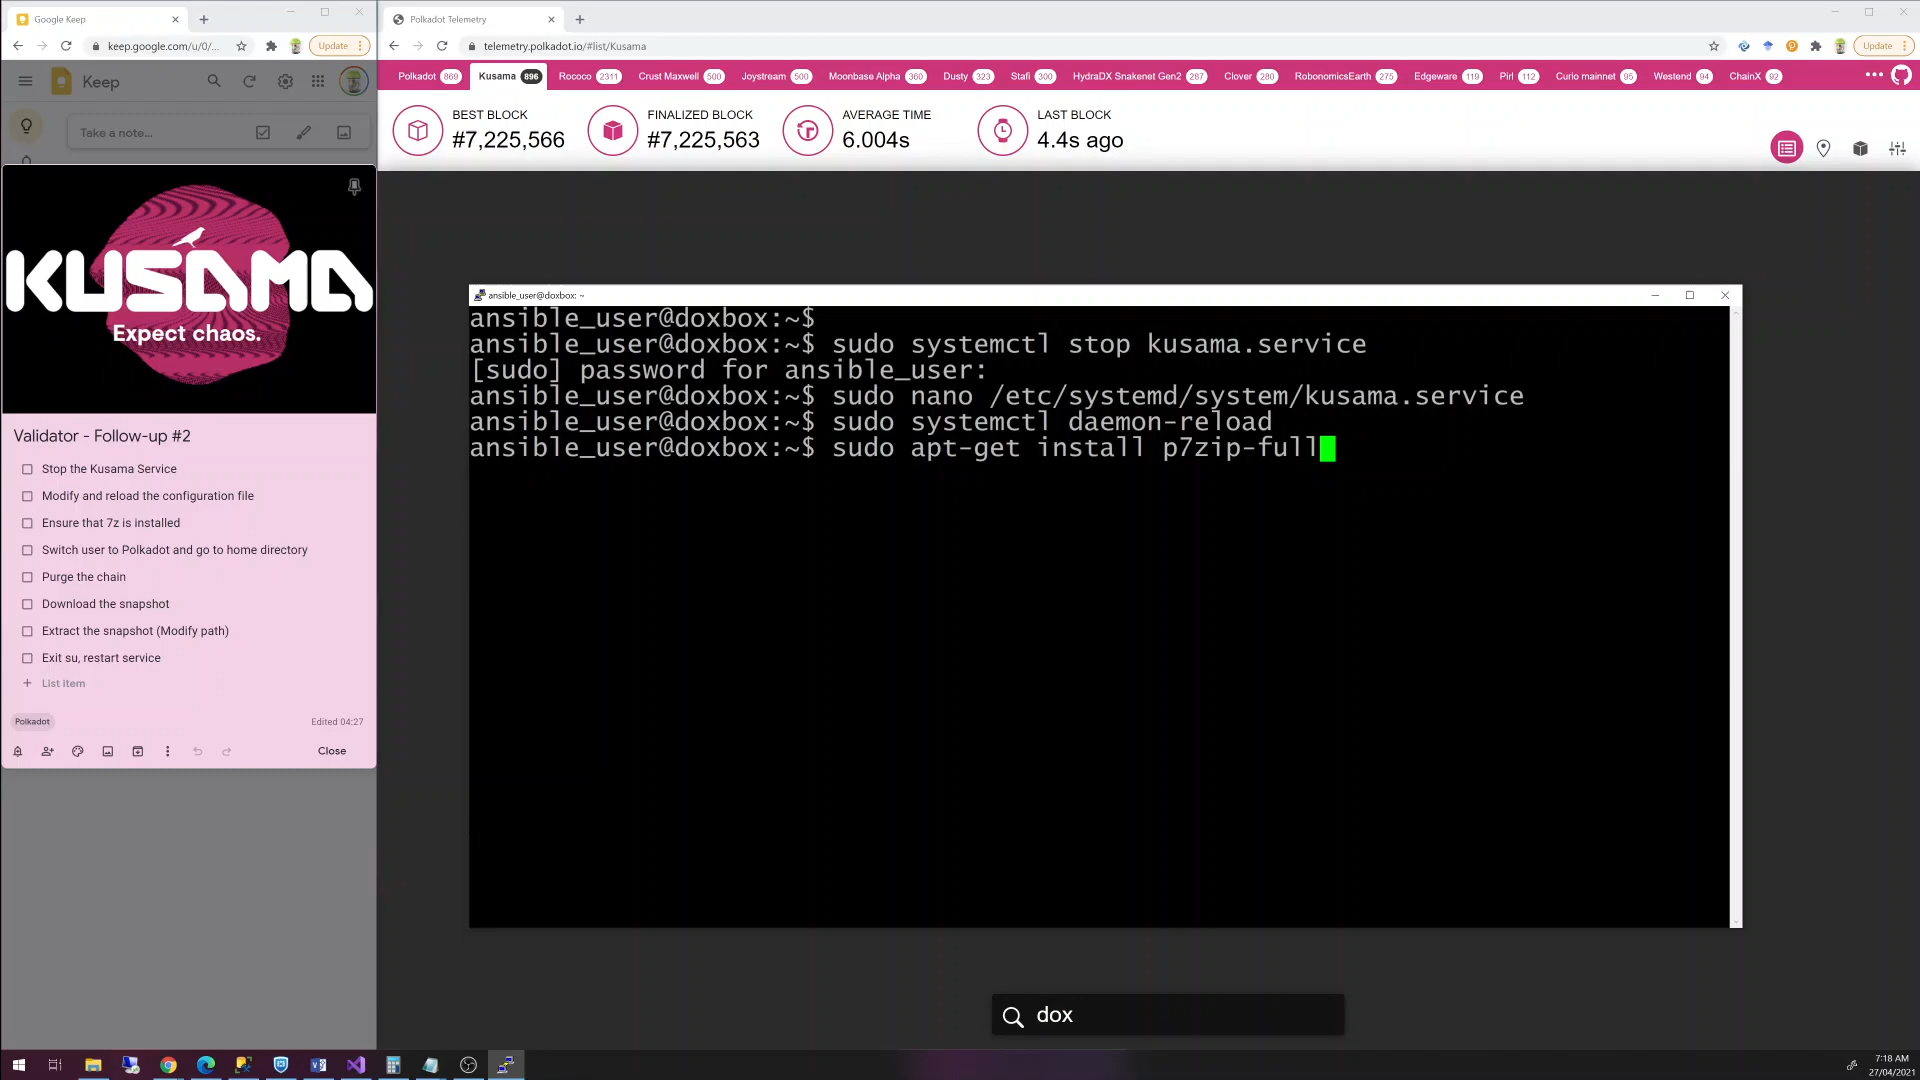 Google Keep
Polkadot Telemetry
keep.google.com/u/0/...
Update
telemetry.polkadot.io/#list/Kusama
Update
Keep
Polkadot 869
Kusama 896
Rococo 2311
Crust Maxwell 500
Joystream 500
Moonbase Alpha 360
Dusty 323
Stafi 300
HydraDX Snakenet Gen2 287
Clover 280
RobonomicsEarth 275
Edgeware 119
Pirl 112
Curio mainnet 95
Westend 94
ChainX 92
Take a note...
BEST BLOCK
#7,225,566
FINALIZED BLOCK
#7,225,563
AVERAGE TIME
6.004s
LAST BLOCK
4.4s ago
KUSAMA
Expect chaos.
Validator - Follow-up #2
Stop the Kusama Service
Modify and reload the configuration file
Ensure that 7z is installed
Switch user to Polkadot and go to home directory
Purge the chain
Download the snapshot
Extract the snapshot (Modify path)
Exit su, restart service
+ List item
Polkadot
Edited 04:27
Close
ansible_user@doxbox: ~
ansible_user@doxbox:~$
ansible_user@doxbox:~$ sudo systemctl stop kusama.service
[sudo] password for ansible_user:
ansible_user@doxbox:~$ sudo nano /etc/systemd/system/kusama.service
ansible_user@doxbox:~$ sudo systemctl daemon-reload
ansible_user@doxbox:~$ sudo apt-get install p7zip-full
dox
7:18 AM
27/04/2021